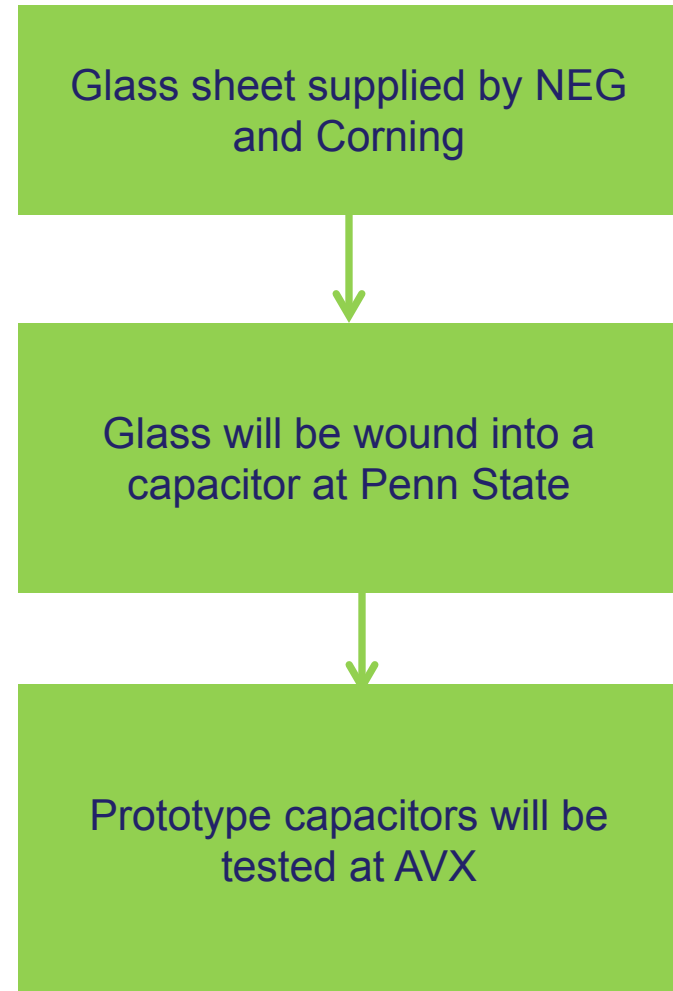 Glass sheet supplied by NEG
and Corning
Glass will be wound into a
capacitor at Penn State
Prototype capacitors will be
tested at AVX